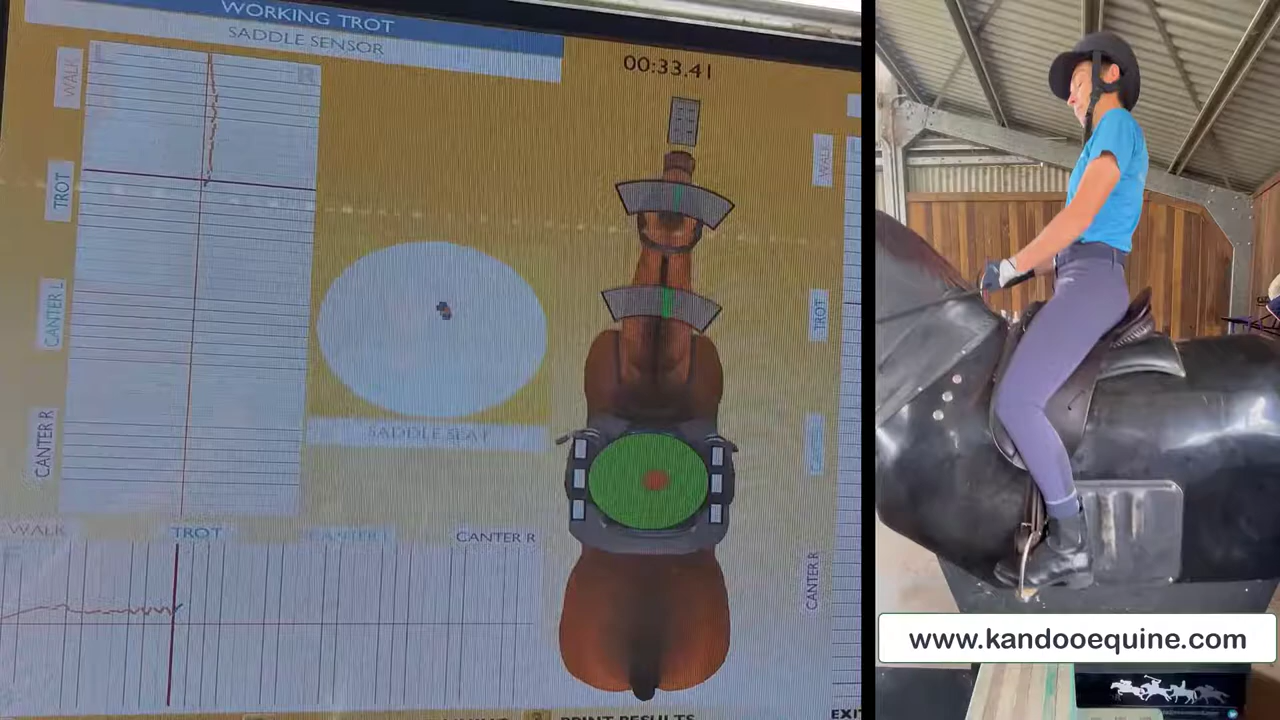 WORKING TROT
SADDLE SENSOR
00:33.41
WALK
TROT
CANTER L
CANTER R
L
R
SADDLE SEAT
WALK
TROT
CANTER L
CANTER R
WALK
TROT
CANTER R
PRINT RESULTS
EXIT
www.kandooequine.com